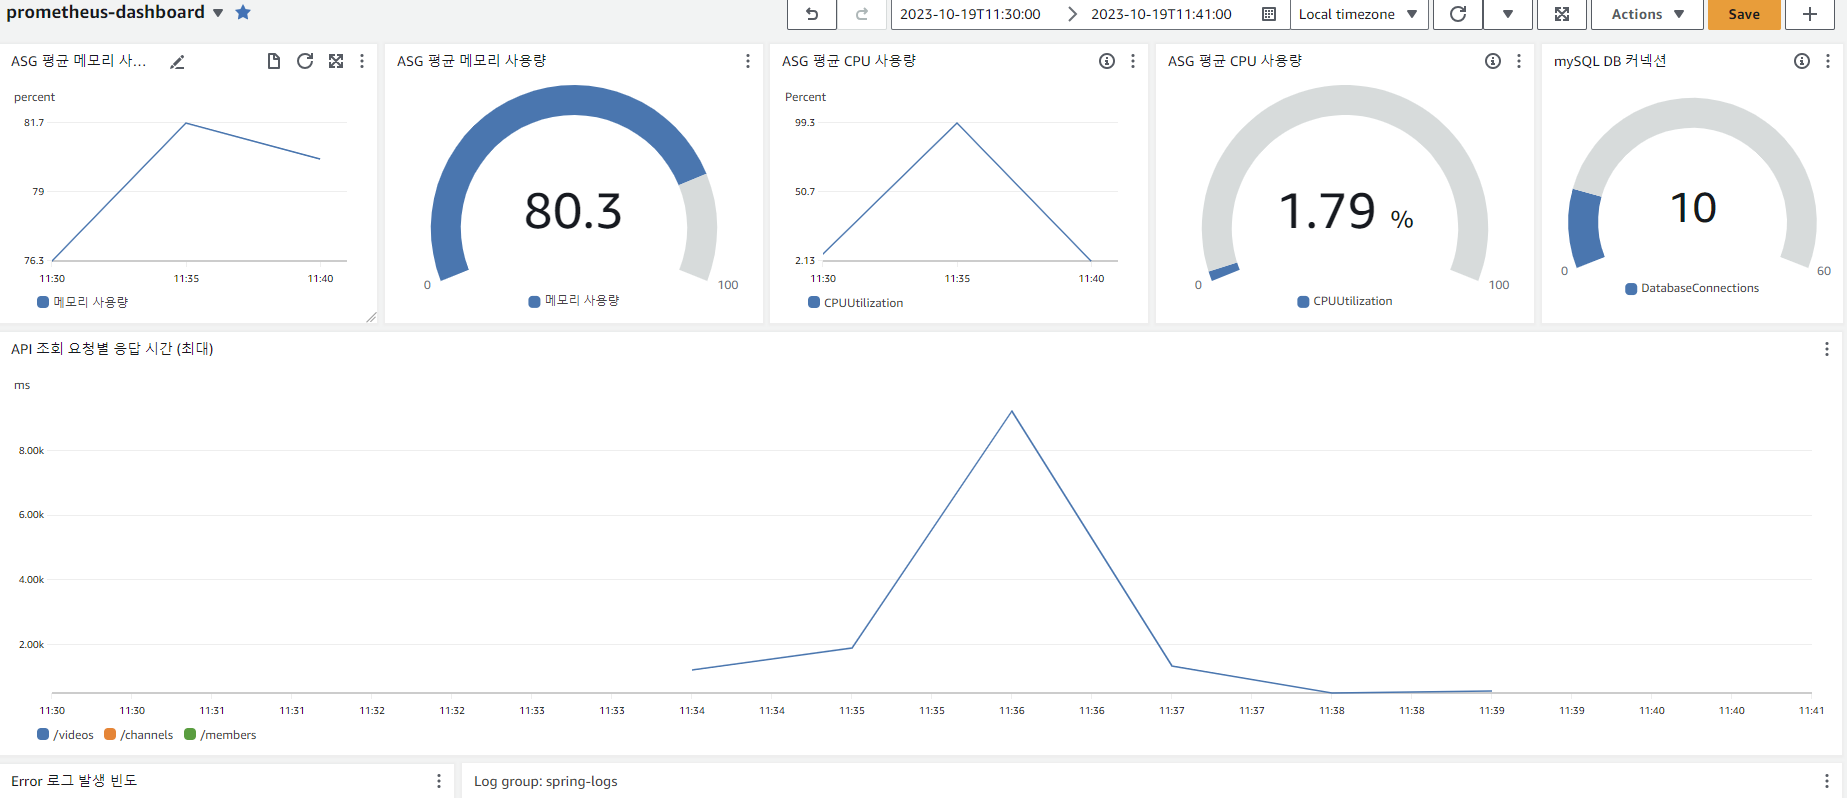 prometheus-dashboard
2023-10-19T11:30:00 2023-10-19T11:41:00 Local timezone Actions Save
ASG 평균 메모리 사...
percent
81.7
79
76.3
11:30 11:35 11:40
메모리 사용량
ASG 평균 메모리 사용량
80.3
0 100
메모리 사용량
ASG 평균 CPU 사용량
Percent
99.3
50.7
2.13
11:30 11:35 11:40
CPUUtilization
ASG 평균 CPU 사용량
1.79 %
0 100
CPUUtilization
mySQL DB 커넥션
10
0 60
DatabaseConnections
API 조회 요청별 응답 시간 (최대)
ms
8.00k
6.00k
4.00k
2.00k
11:30 11:30 11:31 11:31 11:32 11:32 11:33 11:33 11:34 11:34 11:35 11:35 11:36 11:36 11:37 11:37 11:38 11:38 11:39 11:39 11:40 11:40 11:41
/videos /channels /members
Error 로그 발생 빈도
Log group: spring-logs